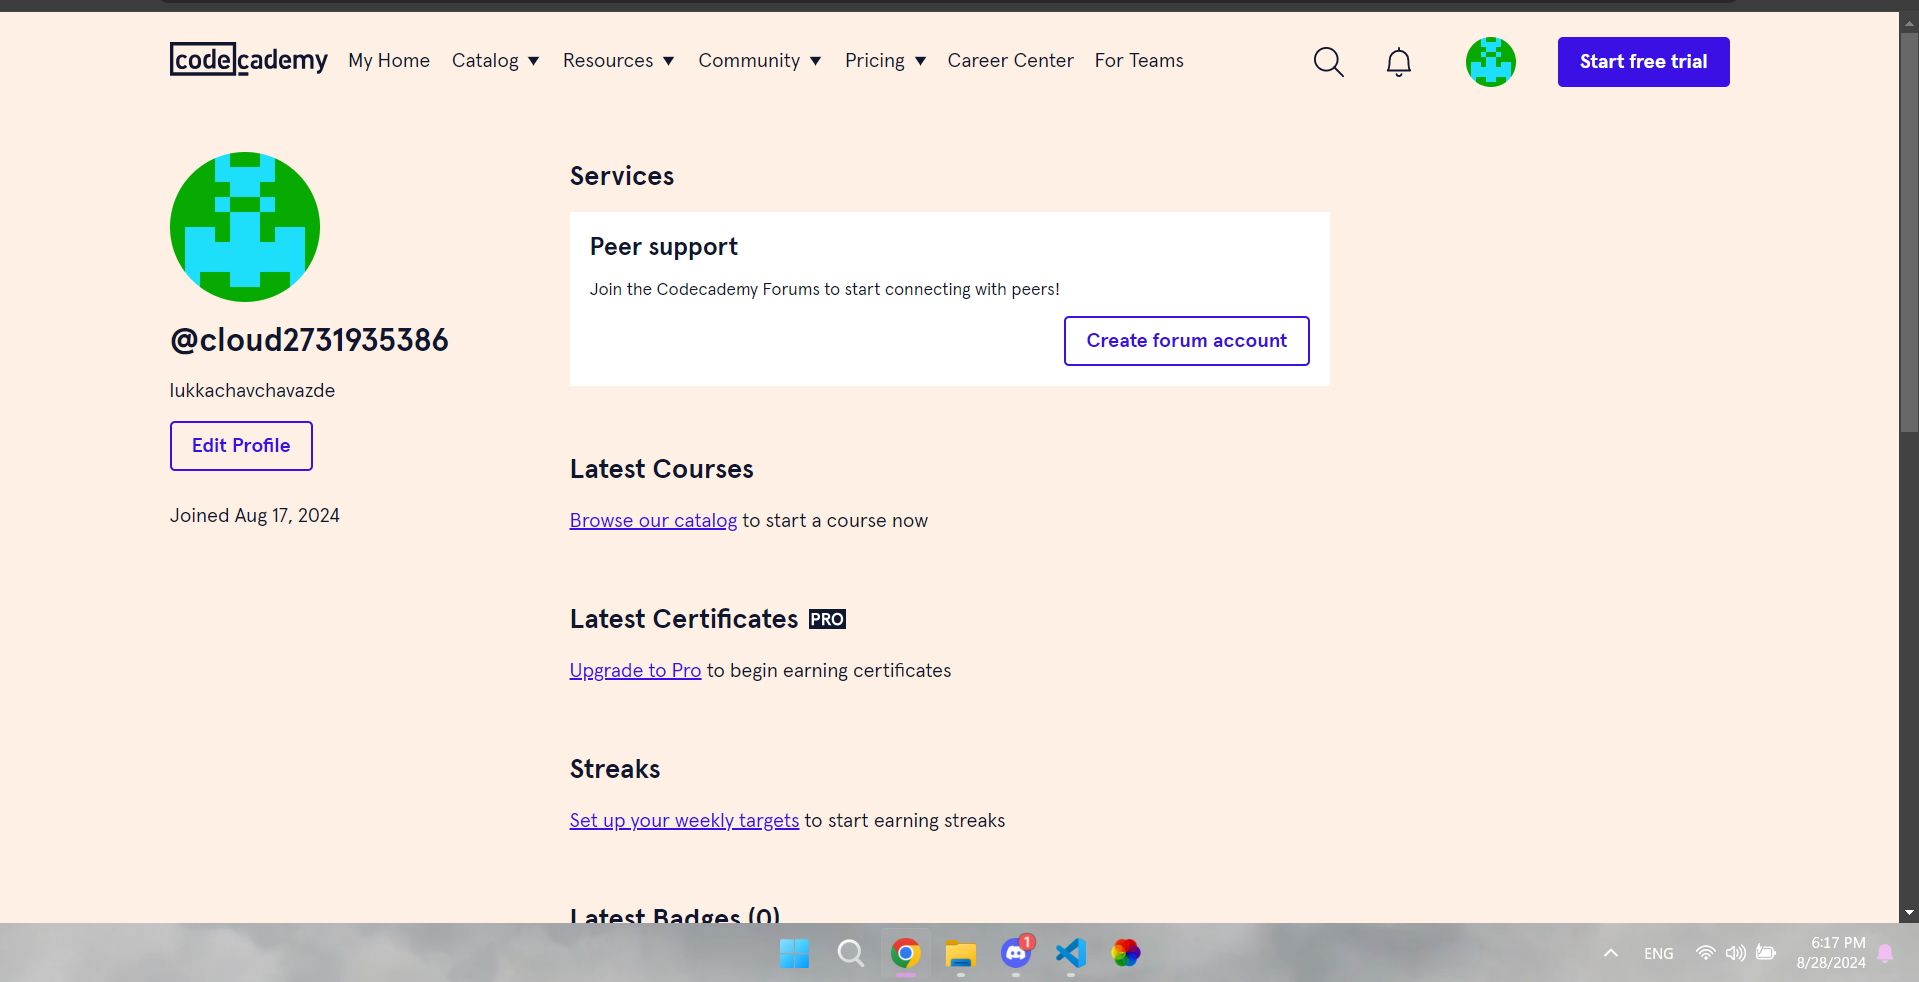 codecademy My Home Catalog Resources Community Pricing Career Center For Teams Start free trial
@cloud2731935386
lukkachavchavazde
Edit Profile
Joined Aug 17, 2024
Services
Peer support
Join the Codecademy Forums to start connecting with peers!
Create forum account
Latest Courses
Browse our catalog to start a course now
Latest Certificates PRO
Upgrade to Pro to begin earning certificates
Streaks
Set up your weekly targets to start earning streaks
Latest Badges (0)
1
ENG
6:17 PM
8/28/2024